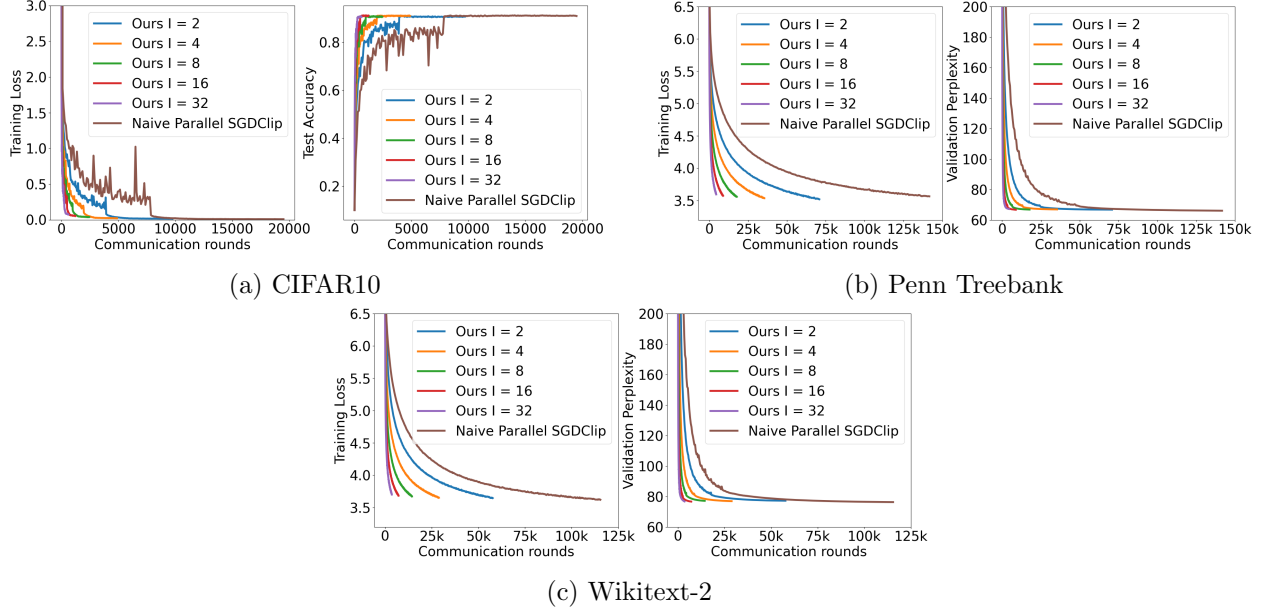 3.0
2.5
2.0
1.5
1.0
0.5
0.0
Training Loss
0 5000 10000 15000 20000
Communication rounds
Ours I = 2
Ours I = 4
Ours I = 8
Ours I = 16
Ours I = 32
Naive Parallel SGDClip
0.8
0.6
0.4
0.2
Test Accuracy
0 5000 10000 15000 20000
Communication rounds
Ours I = 2
Ours I = 4
Ours I = 8
Ours I = 16
Ours I = 32
Naive Parallel SGDClip
(a) CIFAR10
6.5
6.0
5.5
5.0
4.5
4.0
3.5
Training Loss
0 25k 50k 75k 100k 125k 150k
Communication rounds
Ours I = 2
Ours I = 4
Ours I = 8
Ours I = 16
Ours I = 32
Naive Parallel SGDClip
200
180
160
140
120
100
80
60
Validation Perplexity
0 25k 50k 75k 100k 125k 150k
Communication rounds
Ours I = 2
Ours I = 4
Ours I = 8
Ours I = 16
Ours I = 32
Naive Parallel SGDClip
(b) Penn Treebank
6.5
6.0
5.5
5.0
4.5
4.0
3.5
Training Loss
0 25k 50k 75k 100k 125k
Communication rounds
Ours I = 2
Ours I = 4
Ours I = 8
Ours I = 16
Ours I = 32
Naive Parallel SGDClip
200
180
160
140
120
100
80
60
Validation Perplexity
0 25k 50k 75k 100k 125k
Communication rounds
Ours I = 2
Ours I = 4
Ours I = 8
Ours I = 16
Ours I = 32
Naive Parallel SGDClip
(c) Wikitext-2